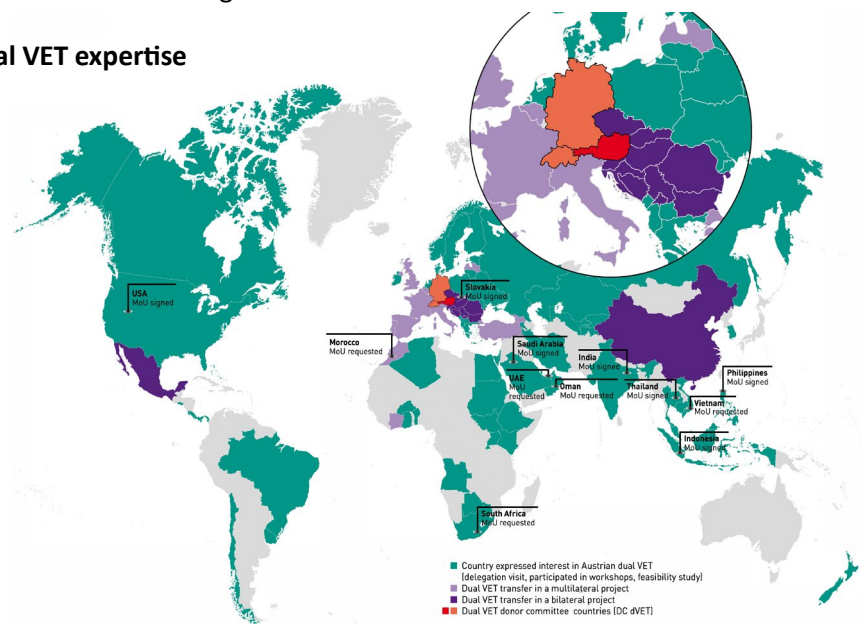 al VET expertise
USA
MoU signed
Slovakia
MoU signed
Morocco
MoU requested
Saudi Arabia
MoU signed
India
MoU signed
UAE
MoU
requested
Oman
MoU requested
Thailand
MoU signed
Philippines
MoU signed
Vietnam
MoU requested
Indonesia
MoU signed
South Africa
MoU requested
Country expressed interest in Austrian dual VET
(delegation visit, participated in workshops, feasibility study)
Dual VET transfer in a multilateral project
Dual VET transfer in a bilateral project
Dual VET donor committee countries (DC dVET)